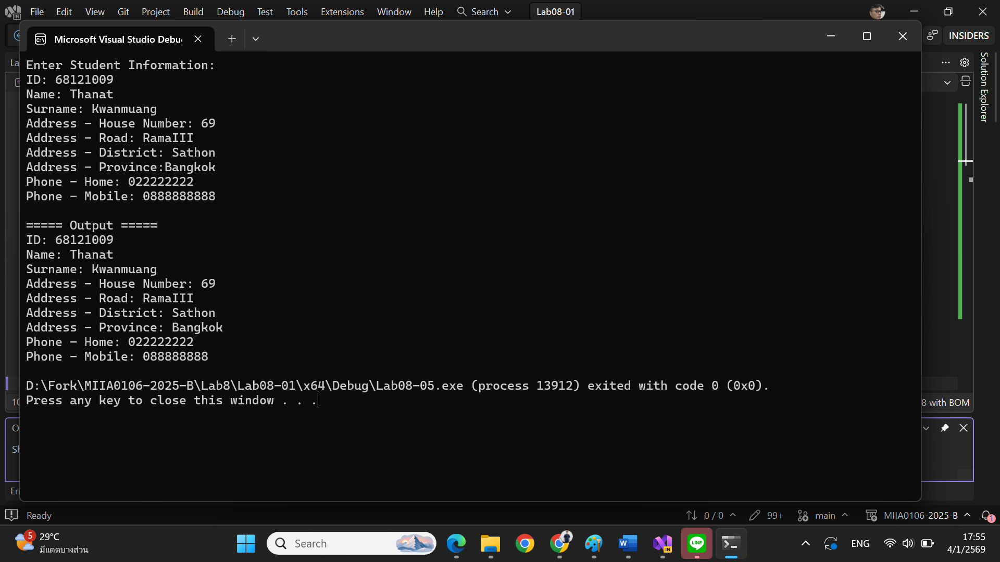 File Edit View Git Project Build Debug Test Tools Extensions Window Help Search Lab08-01
Microsoft Visual Studio Debu
INSIDERS
Solution Explorer
Enter Student Information:
ID: 68121009
Name: Thanat
Surname: Kwanmuang
Address - House Number: 69
Address - Road: RamaIII
Address - District: Sathon
Address - Province:Bangkok
Phone - Home: 022222222
Phone - Mobile: 0888888888
===== Output =====
ID: 68121009
Name: Thanat
Surname: Kwanmuang
Address - House Number: 69
Address - Road: RamaIII
Address - District: Sathon
Address - Province: Bangkok
Phone - Home: 022222222
Phone - Mobile: 088888888
D:\Fork\MIIA0106-2025-B\Lab8\Lab08-01\x64\Debug\Lab08-05.exe (process 13912) exited with code 0 (0x0).
Press any key to close this window . . .
8 with BOM
Ready 0 / 0 99+ main MIIA0106-2025-B 1
5 29°C
มีแดดบางส่วน
Search
ENG
17:55
4/1/2569